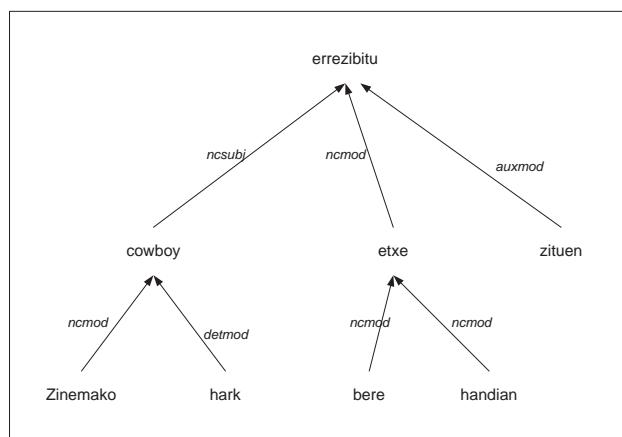 errezibitu
ncsubj
ncmod
auxmod
cowboy
etxe
zituen
ncmod
detmod
ncmod
ncmod
Zinemako
hark
bere
handian